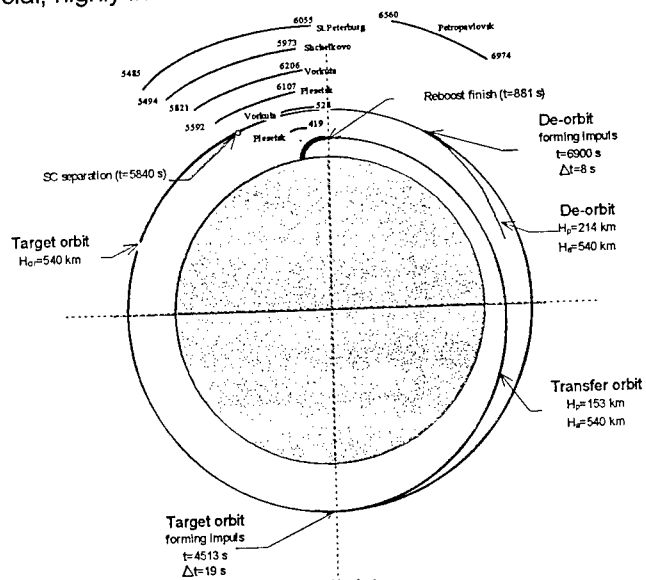 6055 St.Peterburg 6560 Petropavlovsk
5973 Shchelkovo 6974
5485 6206 Vorkuta
5494 6107 Plesetsk
5821 Vorkuta 528
5592 Plesetsk 419
Reboost finish (t=881 s)
SC separation (t=5840 s)
De-orbit
forming Impuls
t=6900 s
Δt=8 s
De-orbit
Hp=214 km
Ha=540 km
Target orbit
Hcir=540 km
Transfer orbit
Hp=153 km
Ha=540 km
Target orbit
forming Impuls
t=4513 s
Δt=19 s